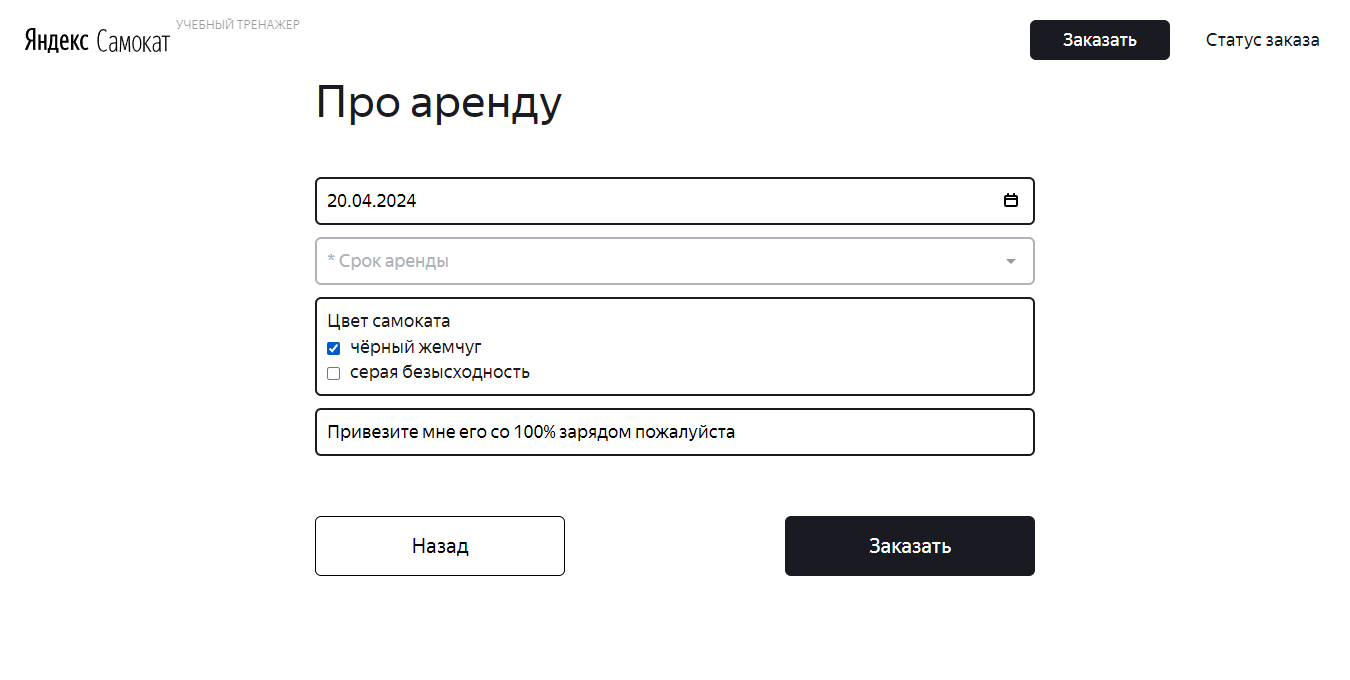 Яндекс Самокат
УЧЕБНЫЙ ТРЕНАЖЕР
Заказать
Статус заказа
Про аренду
20.04.2024
* Срок аренды
Цвет самоката
чёрный жемчуг
серая безысходность
Привезите мне его со 100% зарядом пожалуйста
Назад
Заказать